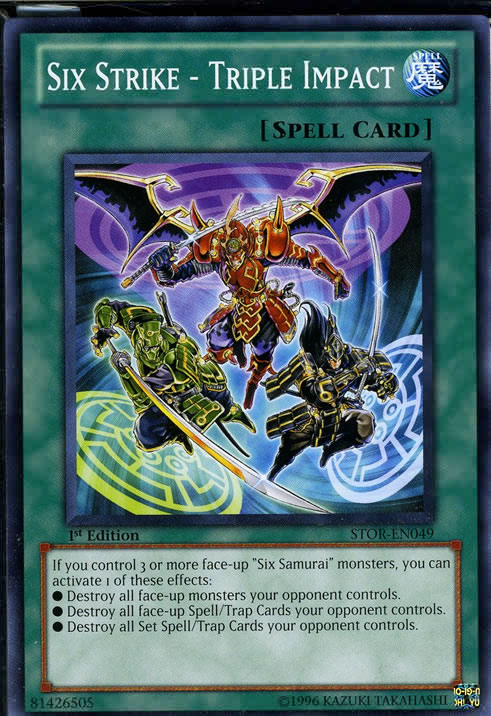 Six Strike - Triple Impact
SPELL
魔
[Spell Card]
1st Edition
STOR-EN049
If you control 3 or more face-up "Six Samurai" monsters, you can
activate 1 of these effects:
● Destroy all face-up monsters your opponent controls.
● Destroy all face-up Spell/Trap Cards your opponent controls.
● Destroy all Set Spell/Trap Cards your opponent controls.
81426505
©1996 KAZUKI TAKAHASHI